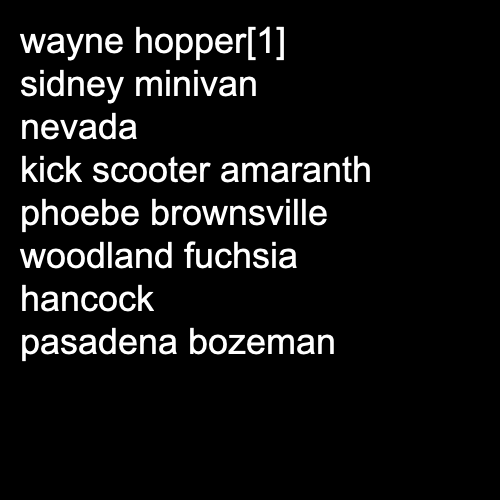 wayne hopper[1]
sidney minivan
nevada
kick scooter amaranth
phoebe brownsville
woodland fuchsia
hancock
pasadena bozeman